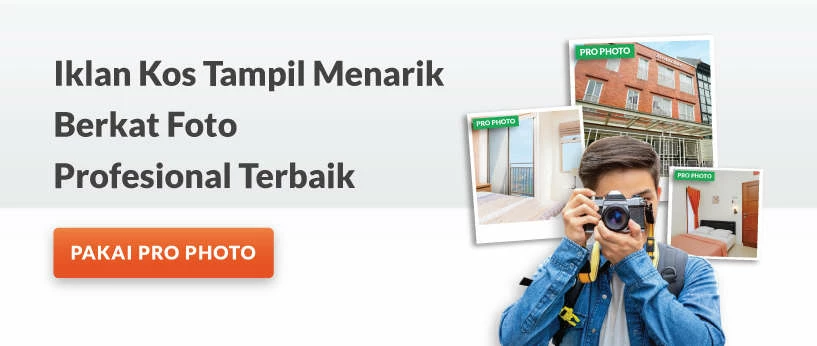 Iklan Kos Tampil Menarik
Berkat Foto
Profesional Terbaik
PAKAI PRO PHOTO
PRO PHOTO
PRO PHOTO
PRO PHOTO